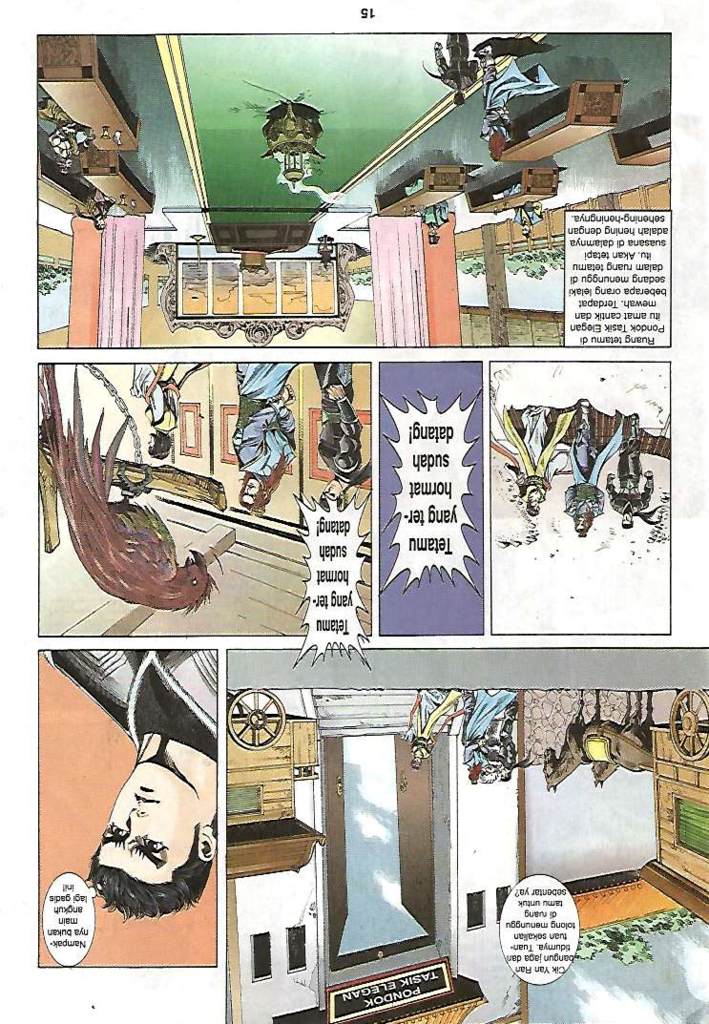 PONDOK
TASIK ELEGAN
Cik Yan Ran
bangun jaga dari
tidurnya. Tuan-
tuan sekalian
tolong menunggu
di ruang
tamu untuk
sebentar ya?
Nampak-
nya bukan
main
angkuh
lagi gadis
ini!
Tetamu
yang ter-
hormat
sudah
datang!
Tetamu
yang ter-
hormat
sudah
datang!
Ruang tetamu di
Pondok Tasik Elegan
itu amat cantik dan
mewah. Terdapat
beberapa orang lelaki
sedang menunggu di
dalam ruang tetamu
itu. Akan tetapi
suasana di dalamnya
adalah hening dengan
sehening-heningnya.
15